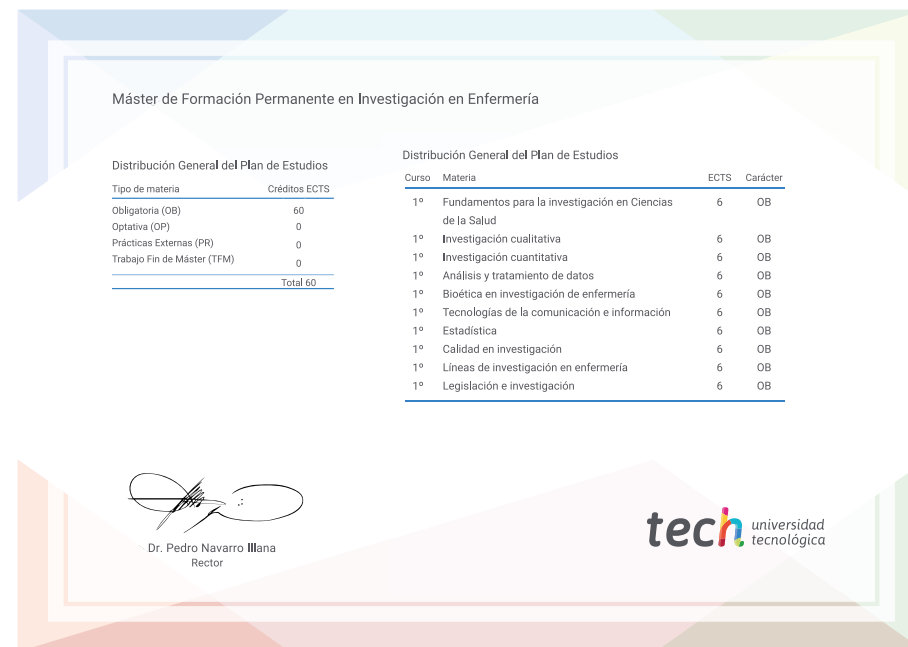 Máster de Formación Permanente en Investigación en Enfermería
Distribución General del Plan de Estudios
Tipo de materia Créditos ECTS
Obligatoria (OB) 60
Optativa (OP) 0
Prácticas Externas (PR) 0
Trabajo Fin de Máster (TFM) 0
Total 60
Distribución General del Plan de Estudios
Curso Materia ECTS Carácter
1º Fundamentos para la investigación en Ciencias 6 OB
de la Salud
1º Investigación cualitativa 6 OB
1º Investigación cuantitativa 6 OB
1º Análisis y tratamiento de datos 6 OB
1º Bioética en investigación de enfermería 6 OB
1º Tecnologías de la comunicación e información 6 OB
1º Estadística 6 OB
1º Calidad en investigación 6 OB
1º Líneas de investigación en enfermería 6 OB
1º Legislación e investigación 6 OB
Dr. Pedro Navarro Illana
Rector
tech universidad
tecnológica